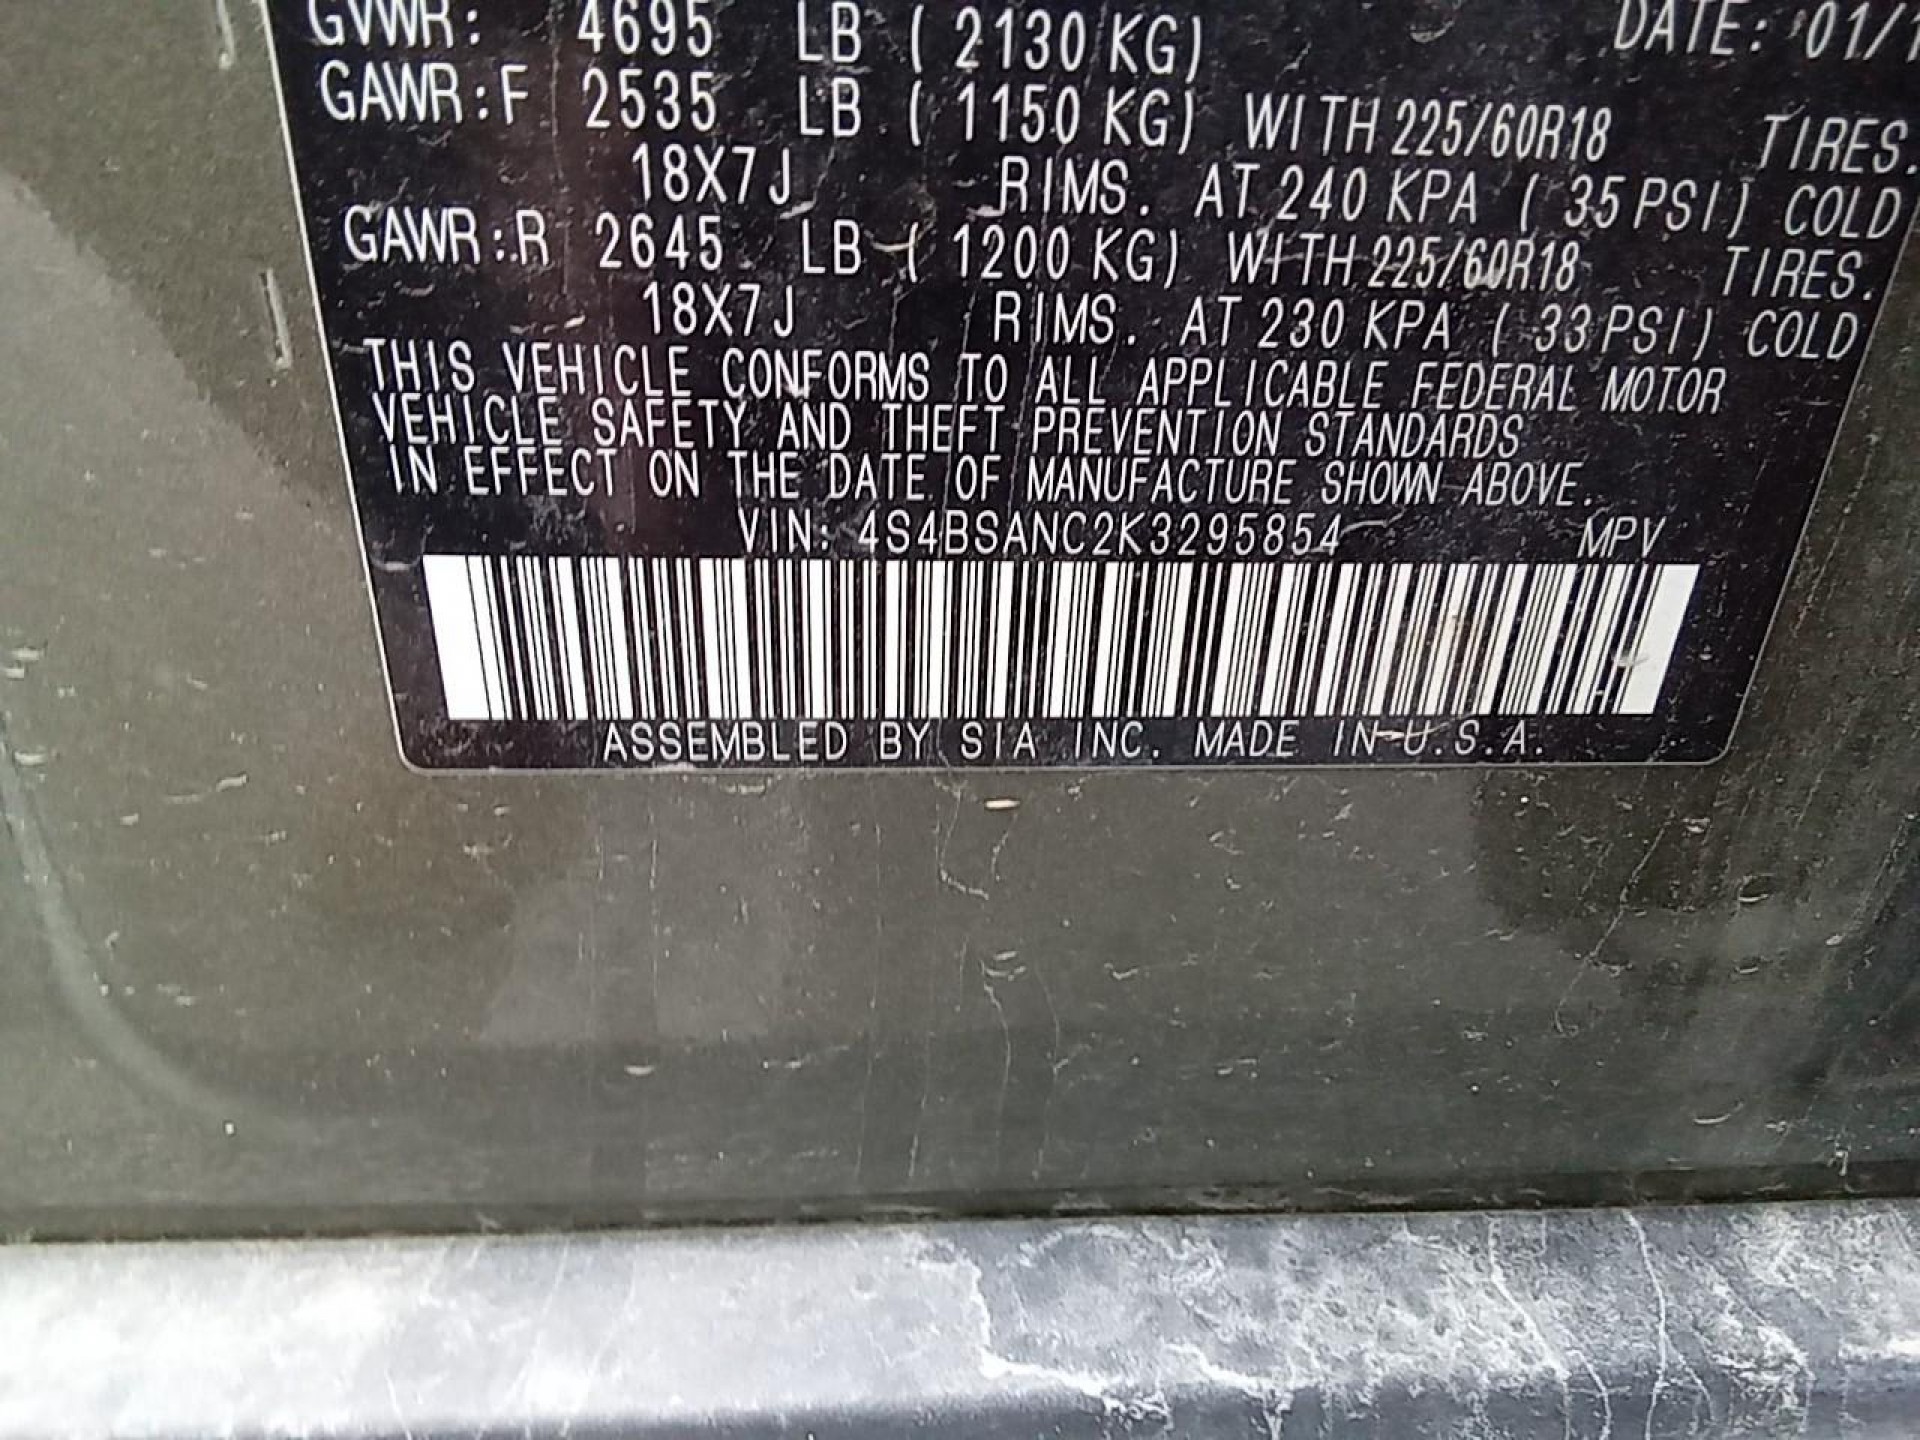 GVWR: 4695 LB ( 2130 KG) DATE: 01/1
GAWR:F 2535 LB ( 1150 KG) WITH 225/60R18 TIRES.
18X7J RIMS. AT 240 KPA ( 35 PSI) COLD
GAWR:R 2645 LB ( 1200 KG) WITH 225/60R18 TIRES.
18X7J RIMS. AT 230 KPA ( 33 PSI) COLD
THIS VEHICLE CONFORMS TO ALL APPLICABLE FEDERAL MOTOR
VEHICLE SAFETY AND THEFT PREVENTION STANDARDS
IN EFFECT ON THE DATE OF MANUFACTURE SHOWN ABOVE.
VIN: 4S4BSANC2K3295854 MPV
ASSEMBLED BY SIA INC. MADE IN U.S.A.